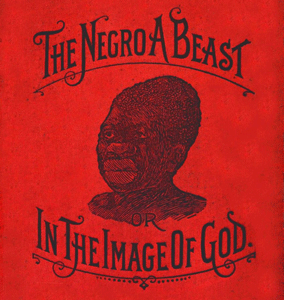 THE NEGRO A BEAST
OR
IN THE IMAGE OF GOD.